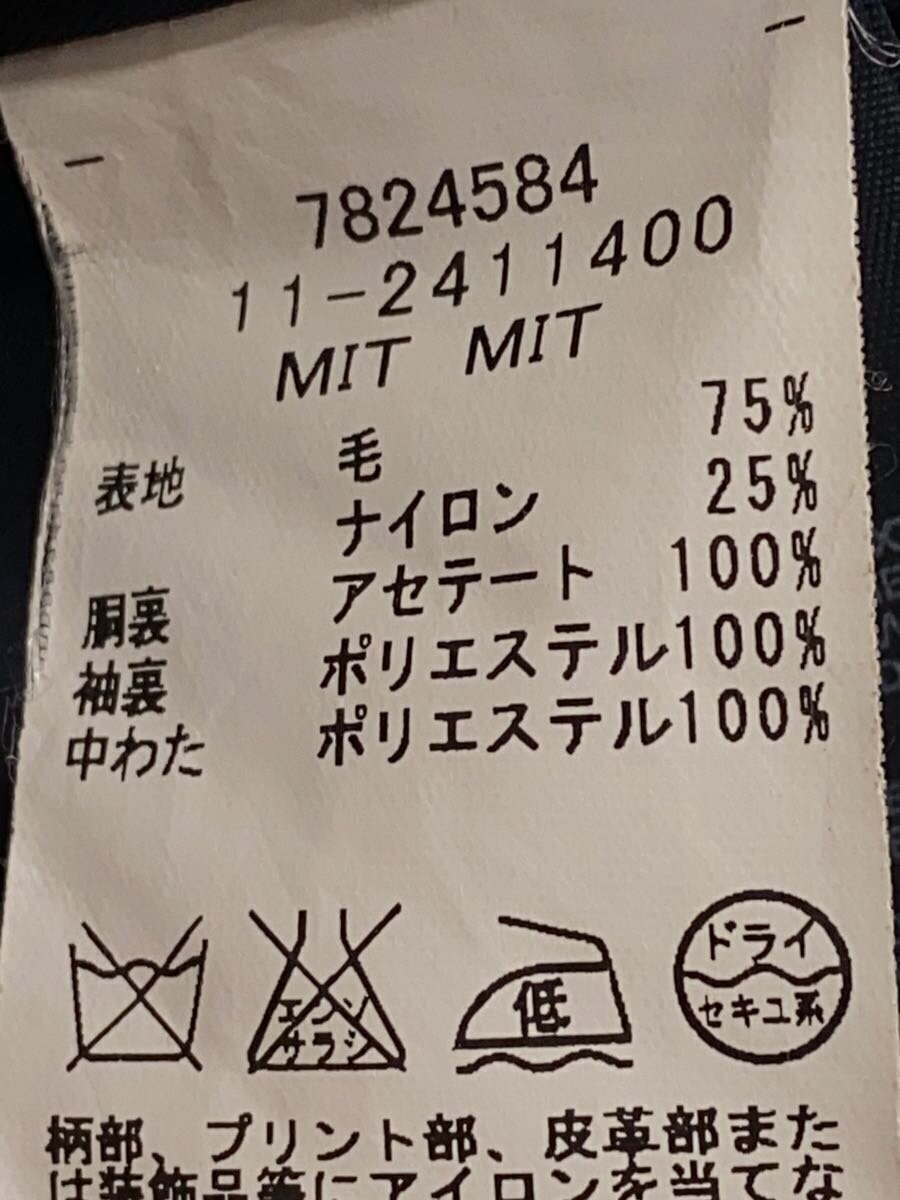 7824584
11-2411400
MIT MIT
表地 毛 75%
ナイロン 25%
胴裏 アセテート 100%
袖裏 ポリエステル100%
中わた ポリエステル100%
エンソ
サラシ
低
ドライ
セキユ系
柄部、プリント部、皮革部また
は装飾品等にアイロンを当てな